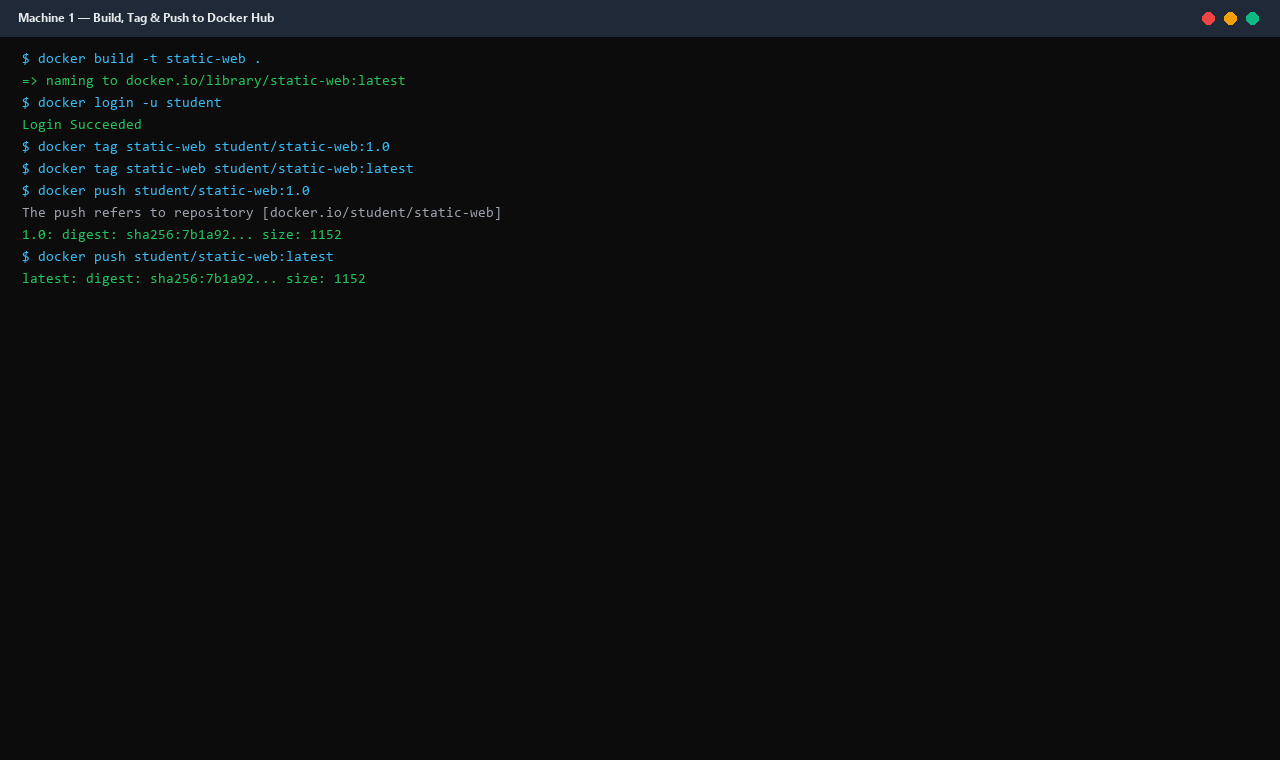 Machine 1 — Build, Tag & Push to Docker Hub
$ docker build -t static-web .
=> naming to docker.io/library/static-web:latest
$ docker login -u student
Login Succeeded
$ docker tag static-web student/static-web:1.0
$ docker tag static-web student/static-web:latest
$ docker push student/static-web:1.0
The push refers to repository [docker.io/student/static-web]
1.0: digest: sha256:7b1a92... size: 1152
$ docker push student/static-web:latest
latest: digest: sha256:7b1a92... size: 1152